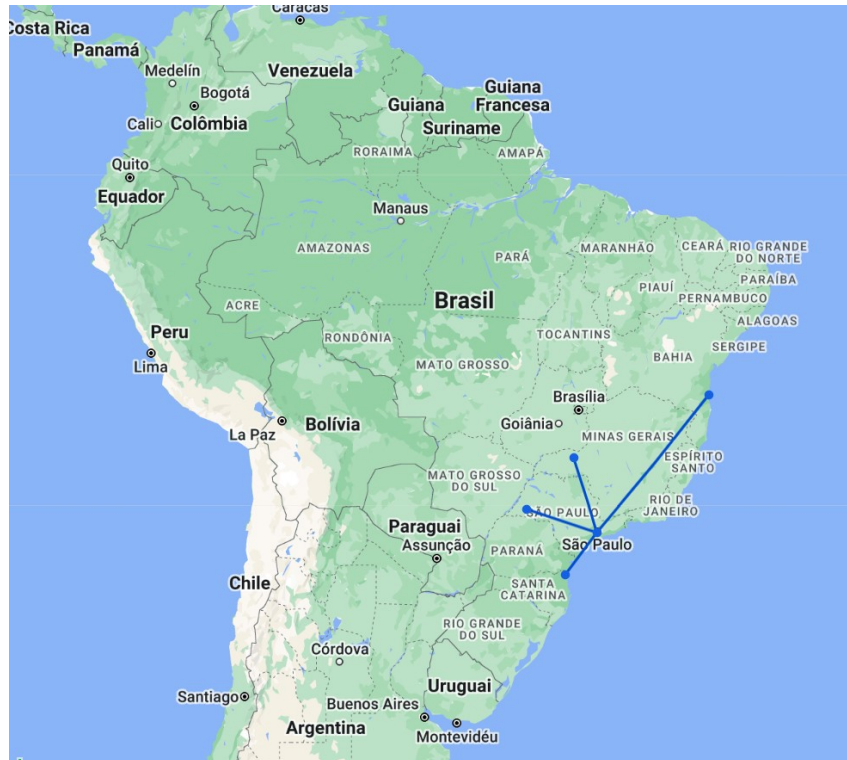 Caracas
Costa Rica
Panamá
Medelín
Venezuela
Bogotá
Guiana
Guiana
Francesa
Cali
Colômbia
Suriname
RORAIMA
AMAPÁ
Quito
Equador
Manaus
AMAZONAS
PARÁ
MARANHÃO
CEARÁ
RIO GRANDE
DO NORTE
PARAÍBA
PIAUÍ
PERNAMBUCO
ACRE
Brasil
ALAGOAS
Peru
RONDÔNIA
TOCANTINS
SERGIPE
Lima
MATO GROSSO
BAHIA
Brasília
La Paz
Bolívia
Goiânia
MINAS GERAIS
ESPÍRITO
SANTO
MATO GROSSO
DO SUL
RIO DE
JANEIRO
SÃO PAULO
Paraguai
Assunção
São Paulo
PARANÁ
Chile
SANTA
CATARINA
RIO GRANDE
DO SUL
Córdova
Uruguai
Santiago
Buenos Aires
Argentina
Montevidéu